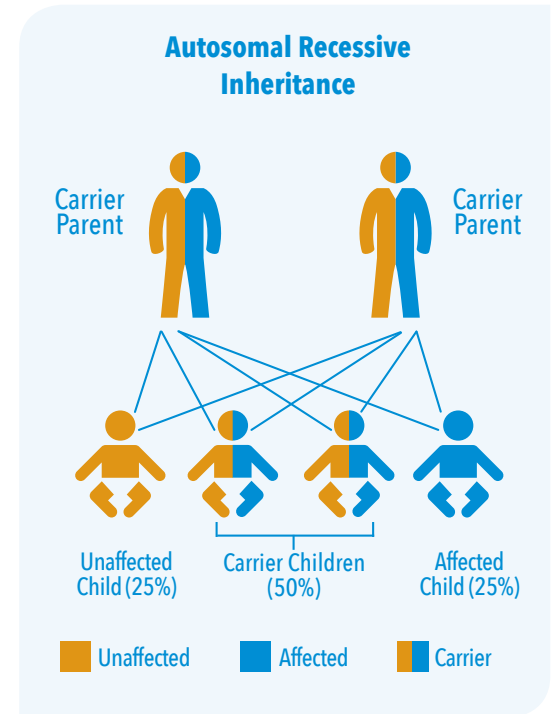 Autosomal Recessive
Inheritance
Carrier
Parent
Carrier
Parent
Unaffected
Child (25%)
Carrier Children
(50%)
Affected
Child (25%)
Unaffected
Affected
Carrier